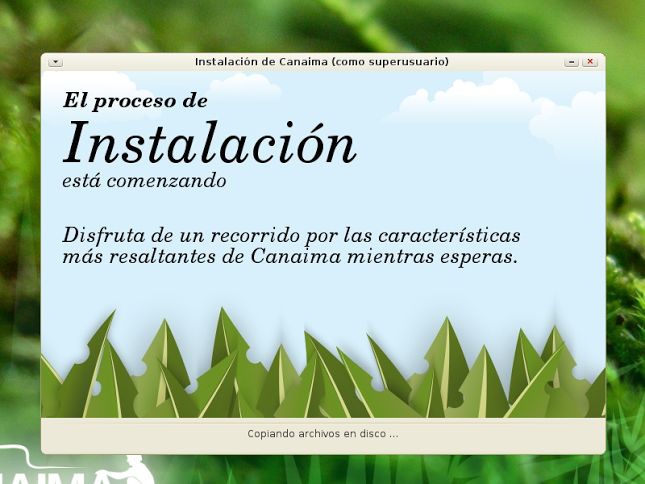 Instalación de Canaima (como superusuario)
El proceso de
Instalación
está comenzando
Disfruta de un recorrido por las características
más resaltantes de Canaima mientras esperas.
Copiando archivos en disco ...